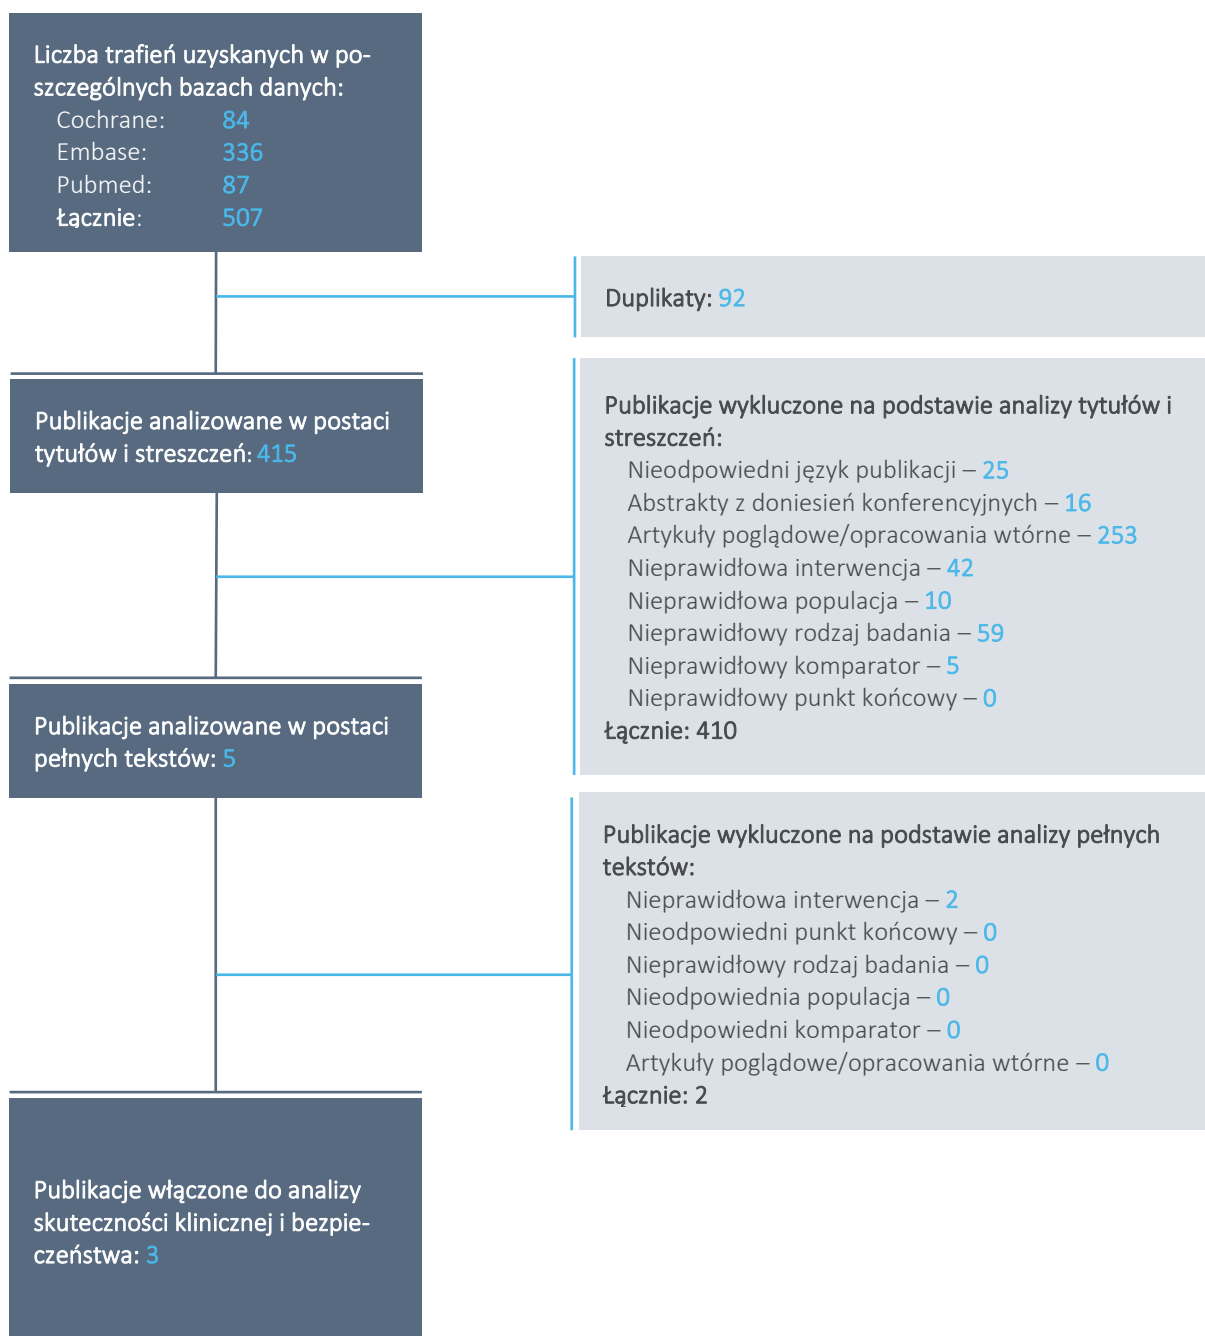 Liczba trafień uzyskanych w po-
szczególnych bazach danych:
Cochrane: 84
Embase: 336
Pubmed: 87
Łącznie: 507
Duplikaty: 92
Publikacje analizowane w postaci
tytułów i streszczeń: 415
Publikacje wykluczone na podstawie analizy tytułów i
streszczeń:
Nieodpowiedni język publikacji – 25
Abstrakty z doniesień konferencyjnych – 16
Artykuły poglądowe/opracowania wtórne – 253
Nieprawidłowa interwencja – 42
Nieprawidłowa populacja – 10
Nieprawidłowy rodzaj badania – 59
Nieprawidłowy komparator – 5
Nieprawidłowy punkt końcowy – 0
Łącznie: 410
Publikacje analizowane w postaci
pełnych tekstów: 5
Publikacje wykluczone na podstawie analizy pełnych
tekstów:
Nieprawidłowa interwencja – 2
Nieodpowiedni punkt końcowy – 0
Nieprawidłowy rodzaj badania – 0
Nieodpowiednia populacja – 0
Nieodpowiedni komparator – 0
Artykuły poglądowe/opracowania wtórne – 0
Łącznie: 2
Publikacje włączone do analizy
skuteczności klinicznej i bezpie-
czeństwa: 3